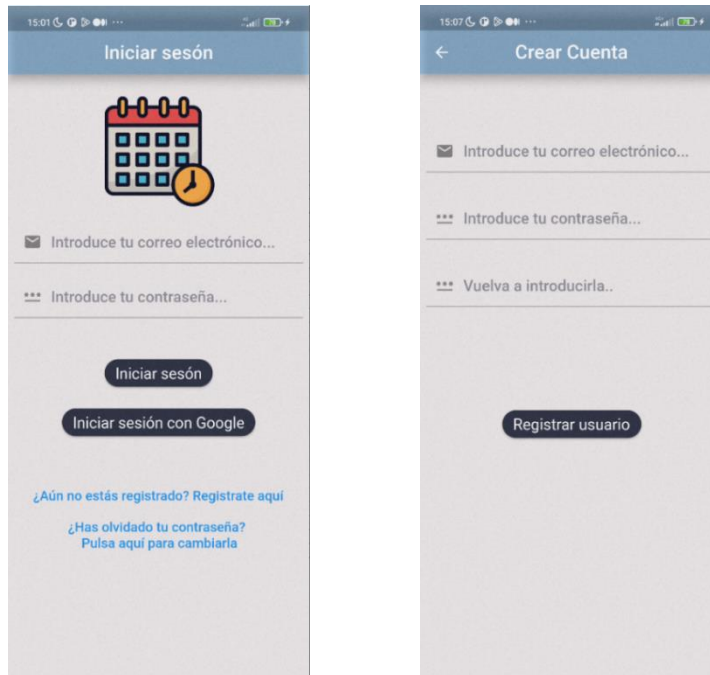 15:01
Iniciar sesón
Introduce tu correo electrónico...
Introduce tu contraseña...
Iniciar sesón
Iniciar sesión con Google
¿Aún no estás registrado? Registrate aquí
¿Has olvidado tu contraseña?
Pulsa aquí para cambiarla
15:07
Crear Cuenta
Introduce tu correo electrónico...
Introduce tu contraseña...
Vuelva a introducirla..
Registrar usuario